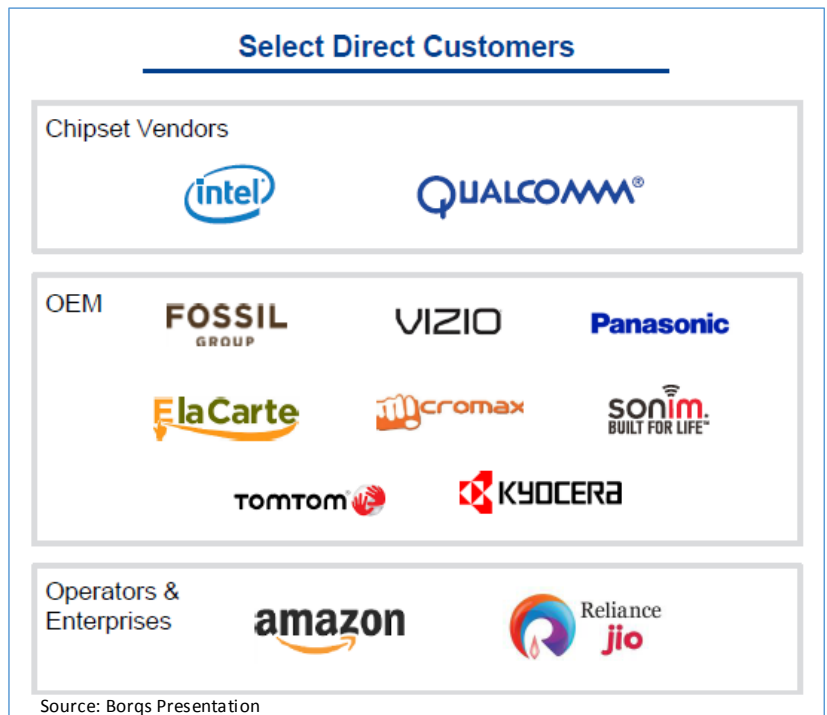 Select Direct Customers
Chipset Vendors
intel
QUALCOMM®
OEM
FOSSIL
GROUP
VIZIO
Panasonic
ElaCarte
micromax
sonim.
BUILT FOR LIFE™
TOMTOM
KYOCERA
Operators &
Enterprises
amazon
Reliance
jio
Source: Borqs Presentation